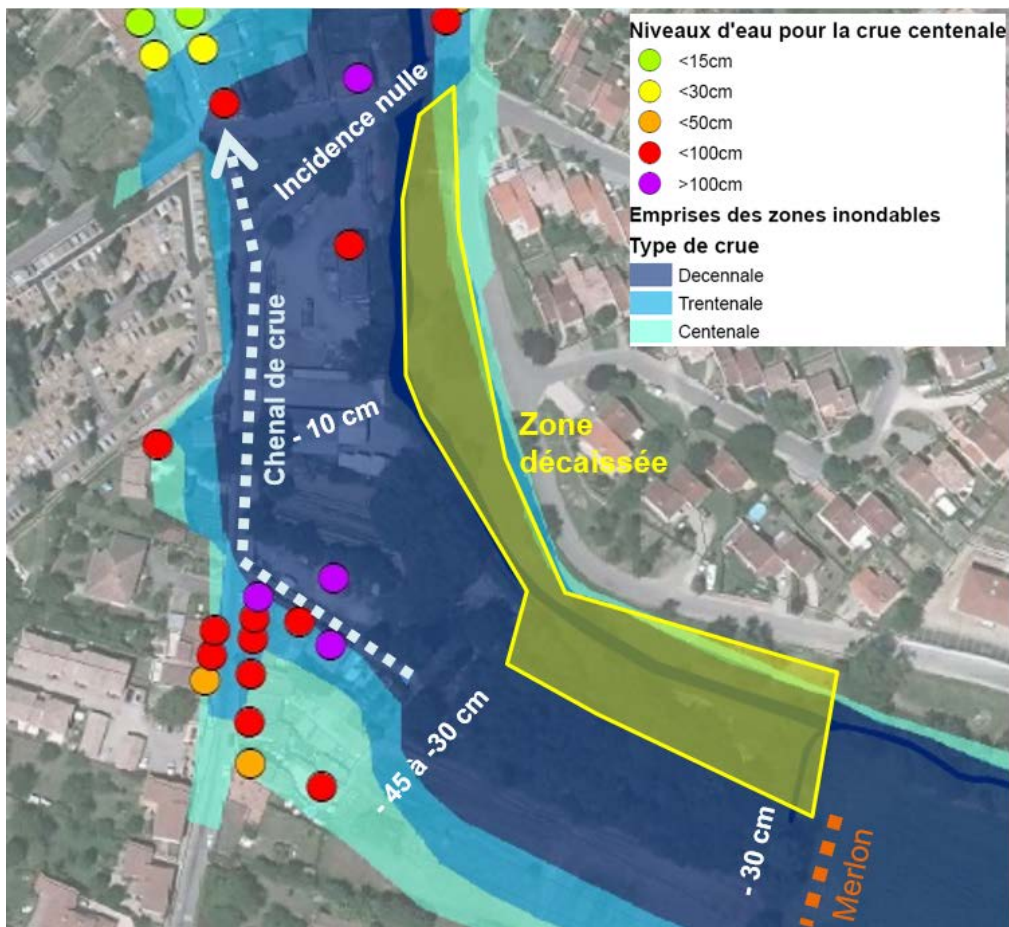 Niveaux d'eau pour la crue centenale
<15cm
<30cm
<50cm
<100cm
>100cm
Emprises des zones inondables
Type de crue
Decennale
Trentenale
Centenale
Incidence nulle
Chenal de crue
- 10 cm
Zone
décaissée
- 45 à -30 cm
- 30 cm
Merlon